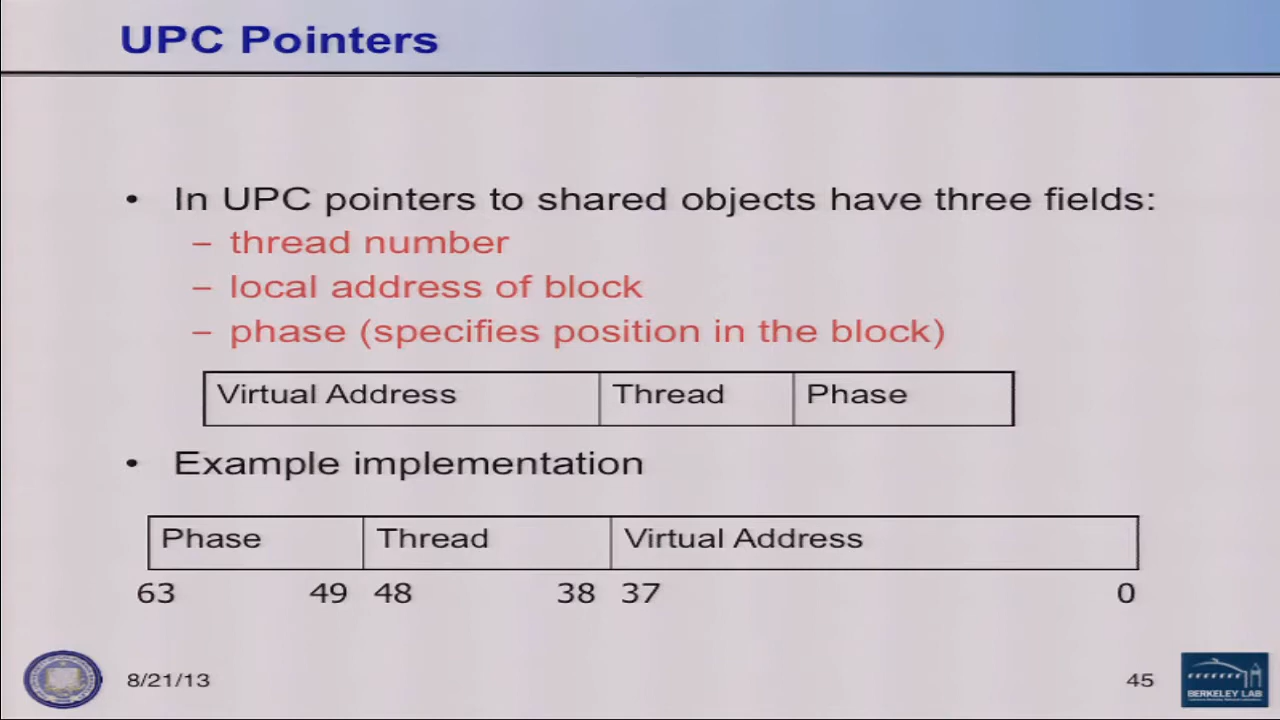 UPC Pointers
• In UPC pointers to shared objects have three fields:
– thread number
– local address of block
– phase (specifies position in the block)
Virtual Address Thread Phase
• Example implementation
Phase Thread Virtual Address
63 49 48 38 37 0
8/21/13 45
BERKELEY LAB